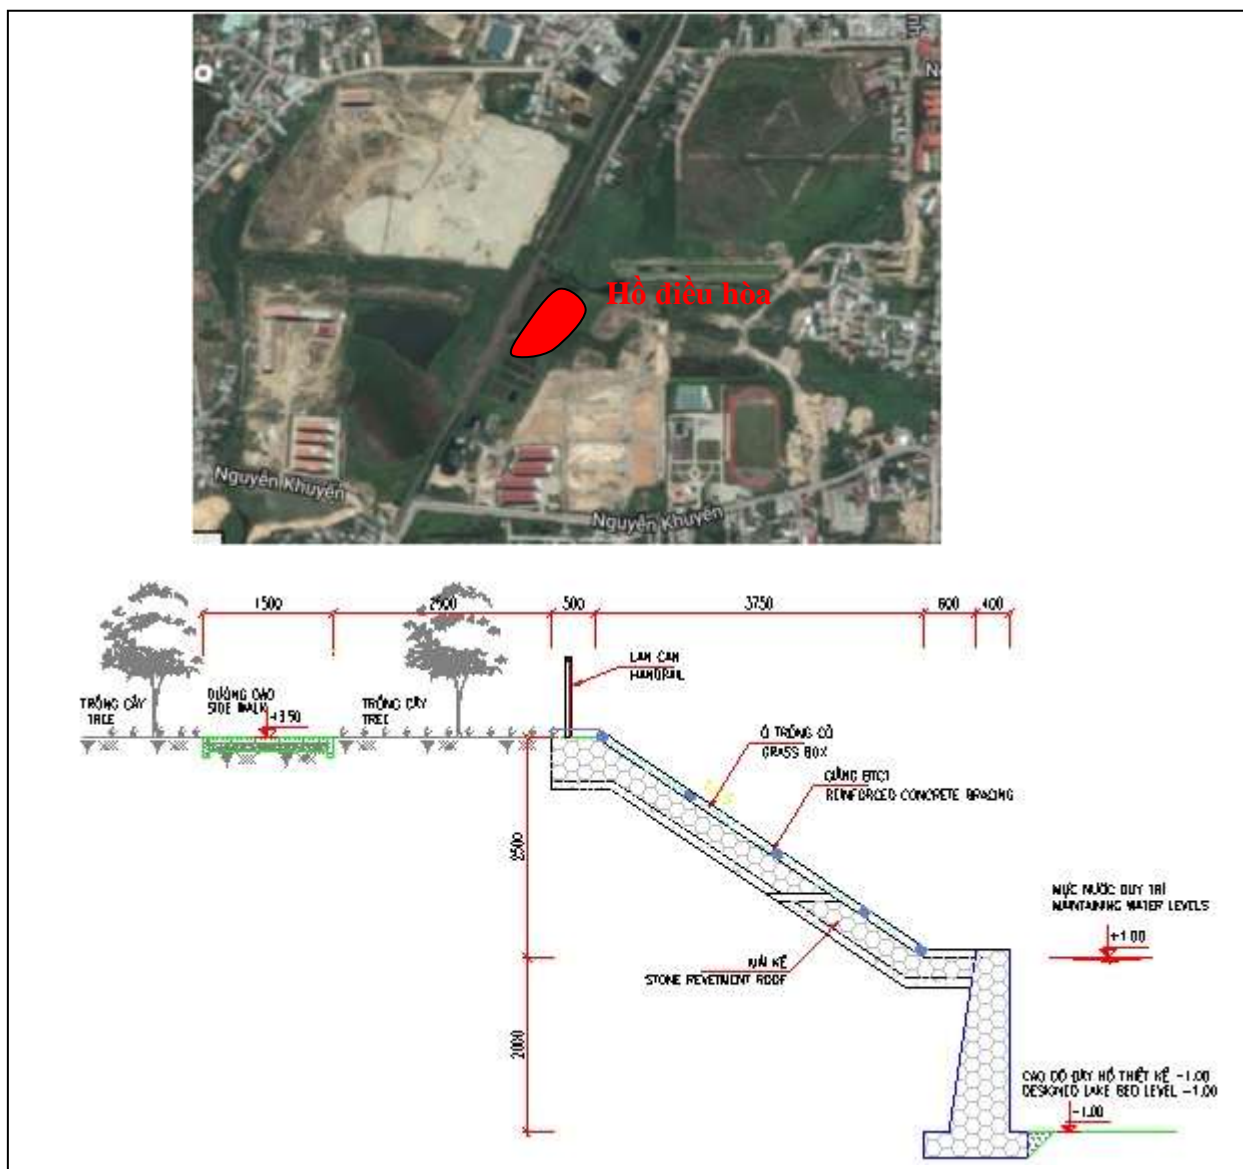 Hồ điều hòa
Nguyễn Khuyến
Nguyễn Khuyến
1500
500
3750
600
400
LAN CAN
HANDRAIL
TRỒNG CÂY
TREE
ĐƯỜNG DẠO
SIDE WALK
+3.50
TRỒNG CÂY
TREE
Ô TRỒNG CỎ
GRASS BOX
GIẰNG BTCT
REINFORCED CONCRETE BRACING
2500
MỰC NƯỚC DUY TRÌ
MAINTAINING WATER LEVELS
+1.00
MÁI KÈ
STONE REVETMENT ROOF
2000
CAO ĐỘ ĐÁY HỒ THIẾT KẾ -1.00
DESIGNED LAKE BED LEVEL -1.00
-1.00